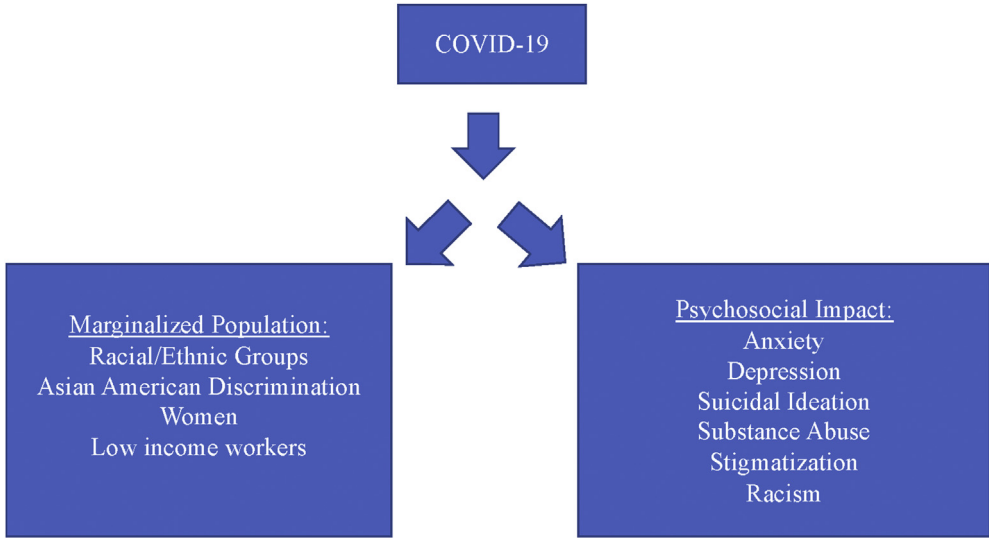 COVID-19
Marginalized Population:
Racial/Ethnic Groups
Asian American Discrimination
Women
Low income workers
Psychosocial Impact:
Anxiety
Depression
Suicidal Ideation
Substance Abuse
Stigmatization
Racism